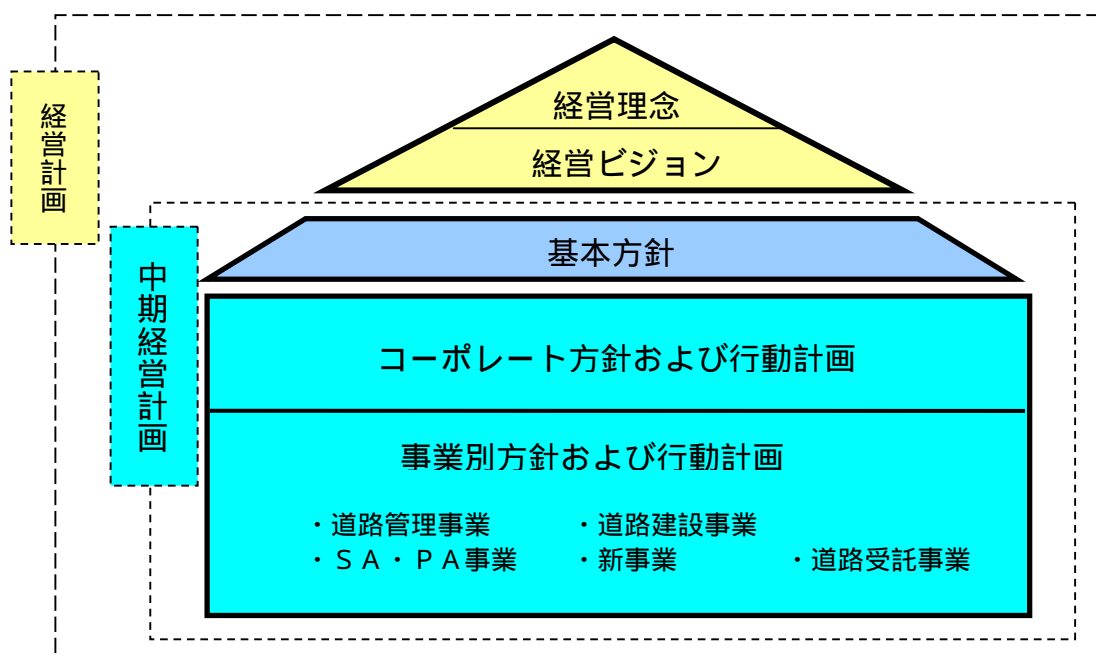 経営計画
経営理念
経営ビジョン
中期経営計画
基本方針
コーポレート方針および行動計画
事業別方針および行動計画
・道路管理事業　・道路建設事業
・ＳＡ・ＰＡ事業　・新事業　・道路受託事業